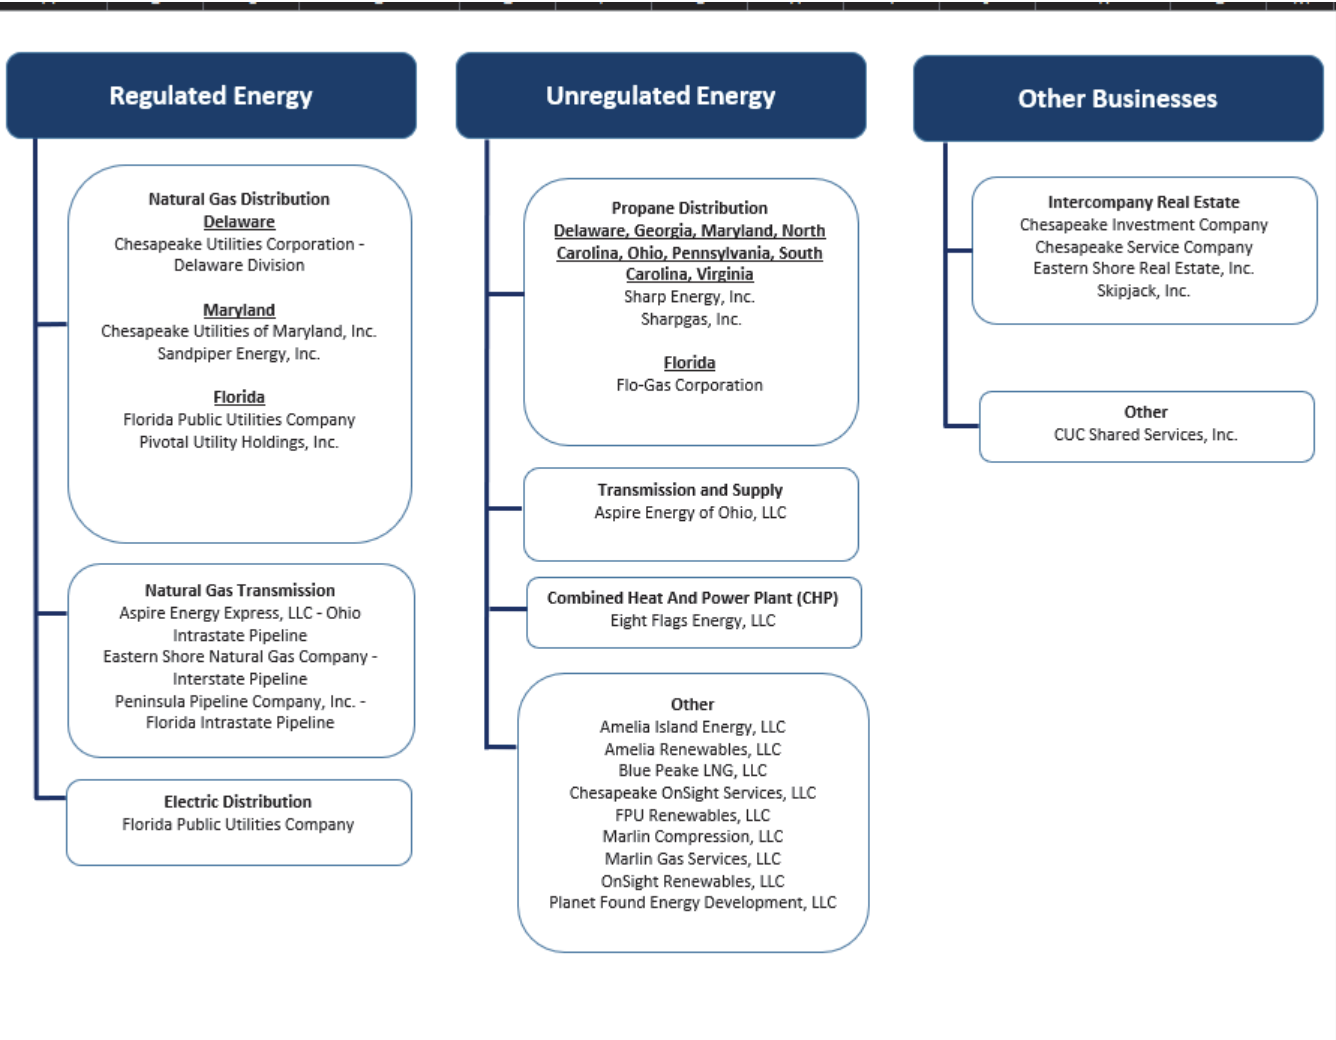 Regulated Energy
Natural Gas Distribution
Delaware
Chesapeake Utilities Corporation -
Delaware Division
Maryland
Chesapeake Utilities of Maryland, Inc.
Sandpiper Energy, Inc.
Florida
Florida Public Utilities Company
Pivotal Utility Holdings, Inc.
Natural Gas Transmission
Aspire Energy Express, LLC - Ohio
Intrastate Pipeline
Eastern Shore Natural Gas Company -
Interstate Pipeline
Peninsula Pipeline Company, Inc. -
Florida Intrastate Pipeline
Electric Distribution
Florida Public Utilities Company
Unregulated Energy
Propane Distribution
Delaware, Georgia, Maryland, North
Carolina, Ohio, Pennsylvania, South
Carolina, Virginia
Sharp Energy, Inc.
Sharpgas, Inc.
Florida
Flo-Gas Corporation
Transmission and Supply
Aspire Energy of Ohio, LLC
Combined Heat And Power Plant (CHP)
Eight Flags Energy, LLC
Other
Amelia Island Energy, LLC
Amelia Renewables, LLC
Blue Peake LNG, LLC
Chesapeake OnSight Services, LLC
FPU Renewables, LLC
Marlin Compression, LLC
Marlin Gas Services, LLC
OnSight Renewables, LLC
Planet Found Energy Development, LLC
Other Businesses
Intercompany Real Estate
Chesapeake Investment Company
Chesapeake Service Company
Eastern Shore Real Estate, Inc.
Skipjack, Inc.
Other
CUC Shared Services, Inc.